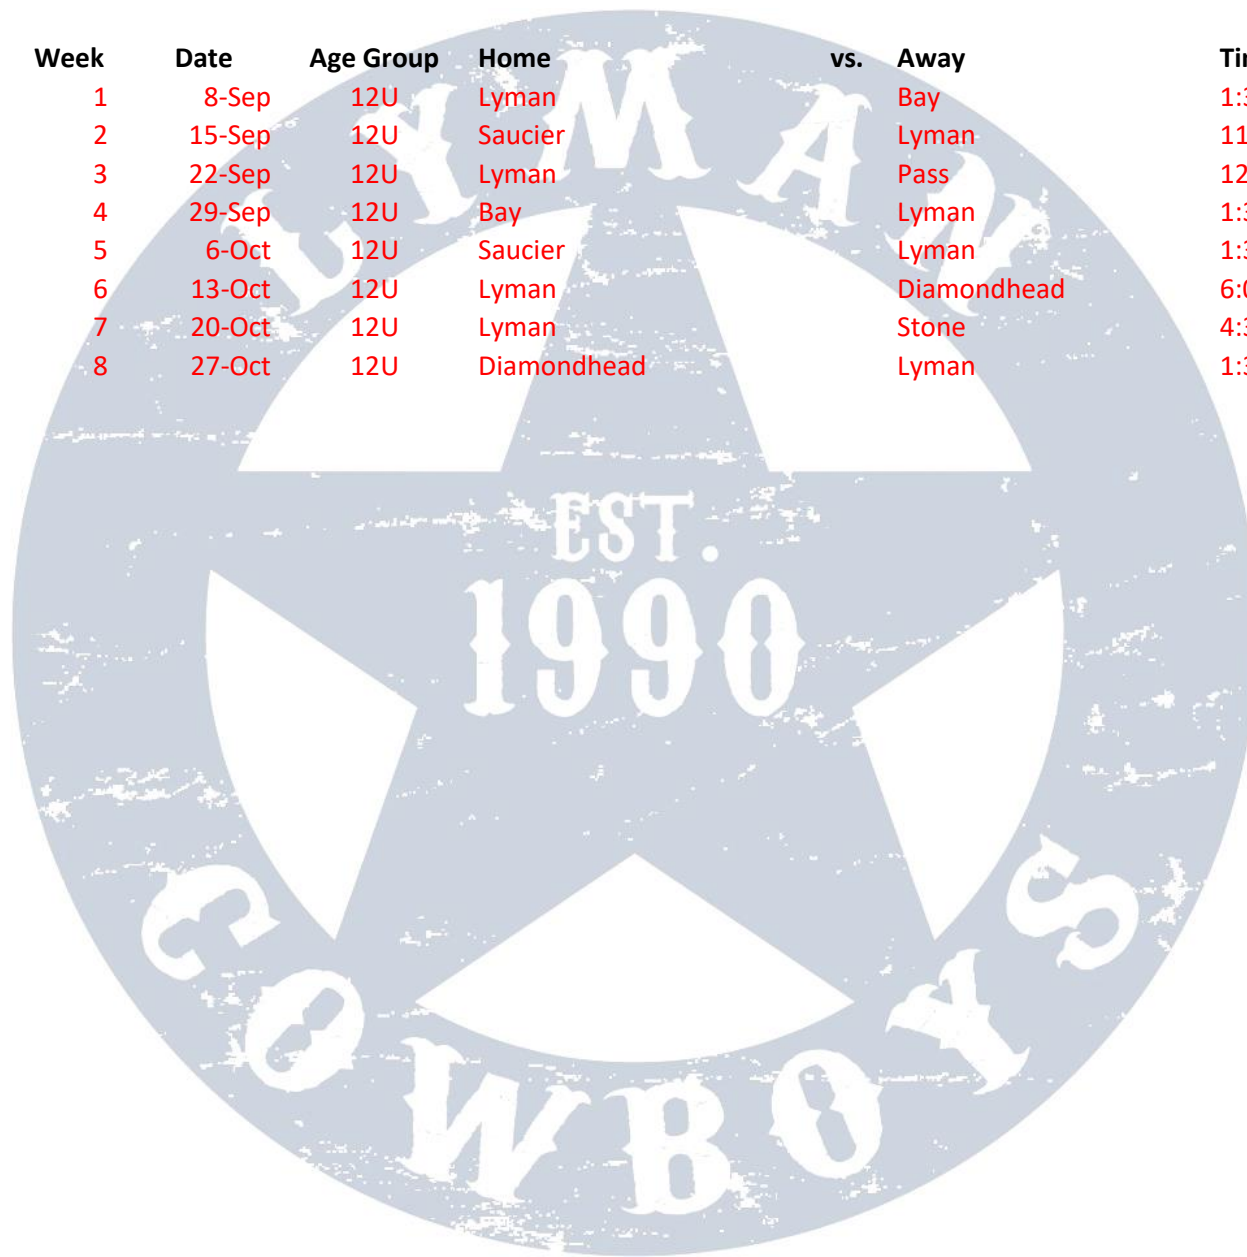 Week Date Age Group Home vs. Away
1 8-Sep 12U Lyman Bay
2 15-Sep 12U Saucier Lyman
3 22-Sep 12U Lyman Pass
4 29-Sep 12U Bay Lyman
5 6-Oct 12U Saucier Lyman
6 13-Oct 12U Lyman Diamondhead
7 20-Oct 12U Lyman Stone
8 27-Oct 12U Diamondhead Lyman
LYMAN
EST.
1990
COWBOYS